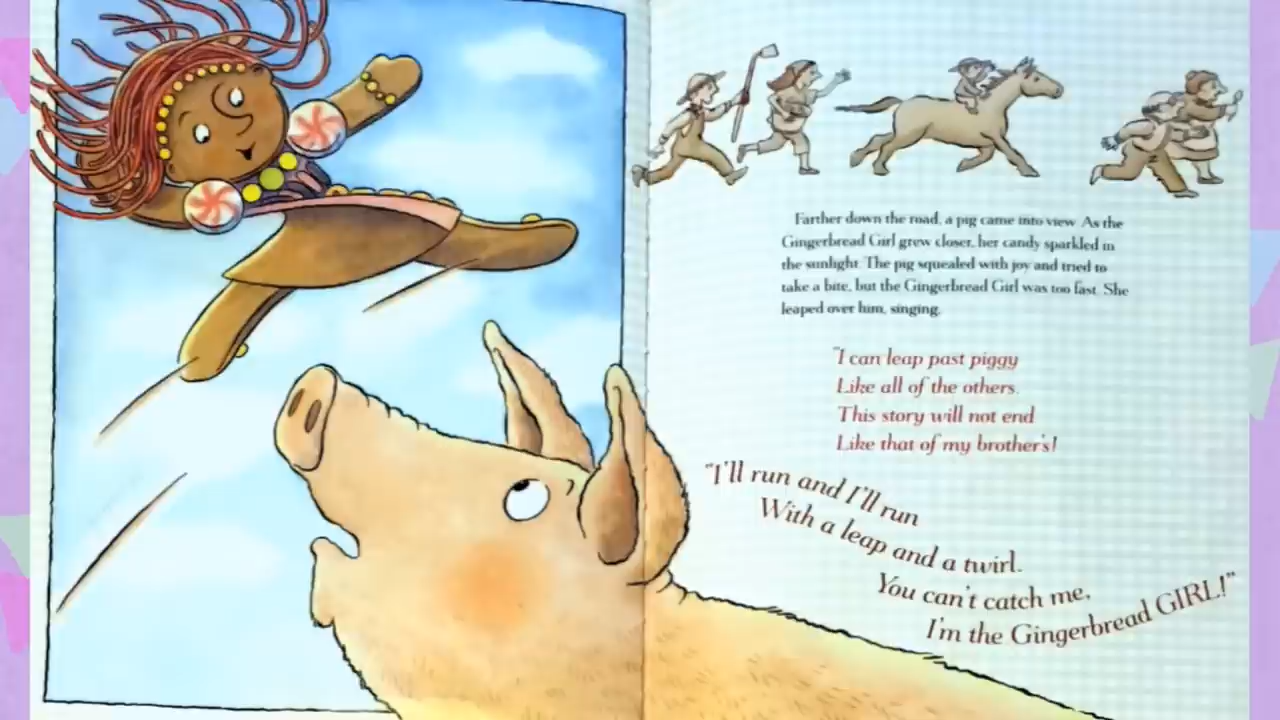 Farther down the road, a pig came into view. As the
Gingerbread Girl grew closer, her candy sparkled in
the sunlight. The pig squealed with joy and tried to
take a bite, but the Gingerbread Girl was too fast. She
leaped over him, singing,
"I can leap past piggy
Like all of the others.
This story will not end
Like that of my brother's!
"I'll run and I'll run
With a leap and a twirl.
You can't catch me,
I'm the Gingerbread GIRL!"